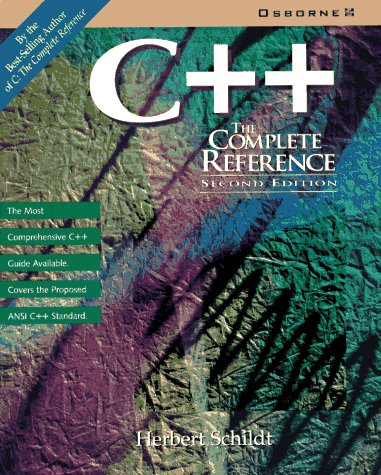 OSBORNE
By the
Best-Selling Author
of C: The Complete Reference
C++
THE
COMPLETE
REFERENCE
SECOND EDITION
The Most
Comprehensive C++
Guide Available.
Covers the Proposed
ANSI C++ Standard.
Herbert Schildt